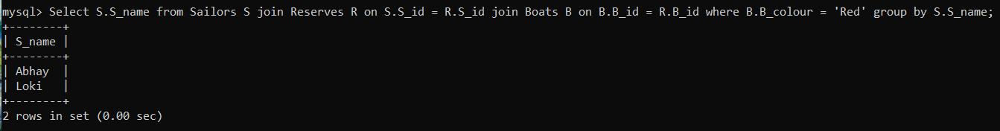 mysql> Select S.S_name from Sailors S join Reserves R on S.S_id = R.S_id join Boats B on B.B_id = R.B_id where B.B_colour = 'Red' group by S.S_name;
+--------+
| S_name |
+--------+
| Abhay  |
| Loki   |
+--------+
2 rows in set (0.00 sec)